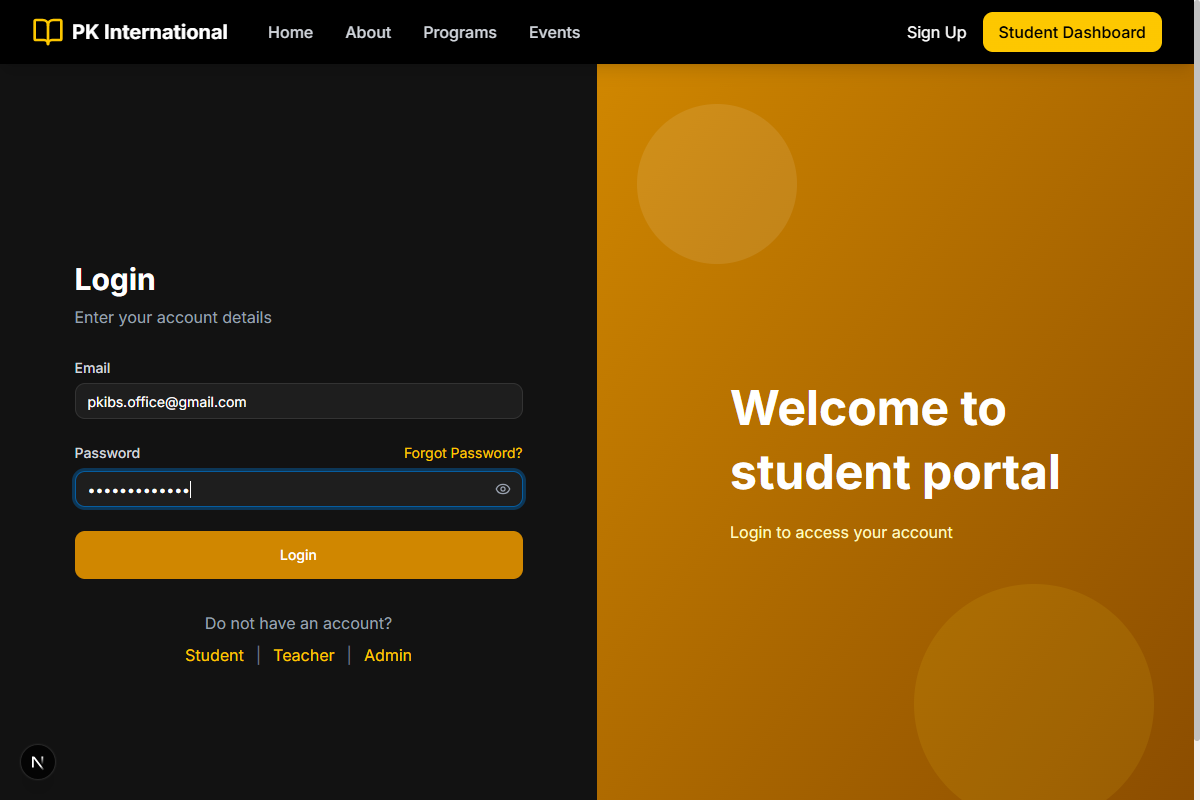 PK International
Home
About
Programs
Events
Sign Up
Student Dashboard
Login
Enter your account details
Email
pkibs.office@gmail.com
Password
Forgot Password?
•••••••••••••
Login
Do not have an account?
Student | Teacher | Admin
Welcome to
student portal
Login to access your account
N